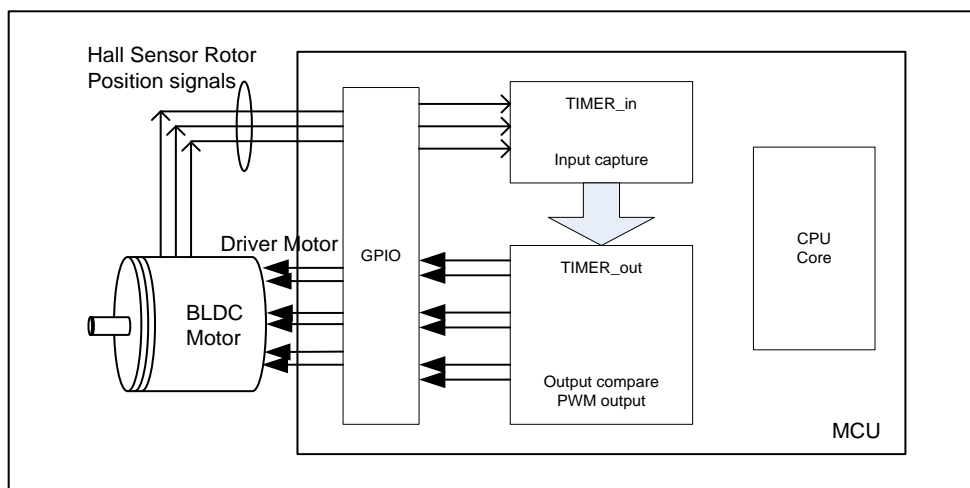 Hall Sensor Rotor
Position signals
TIMER_in
Input capture
Driver Motor
GPIO
TIMER_out
CPU
Core
BLDC
Motor
Output compare
PWM output
MCU